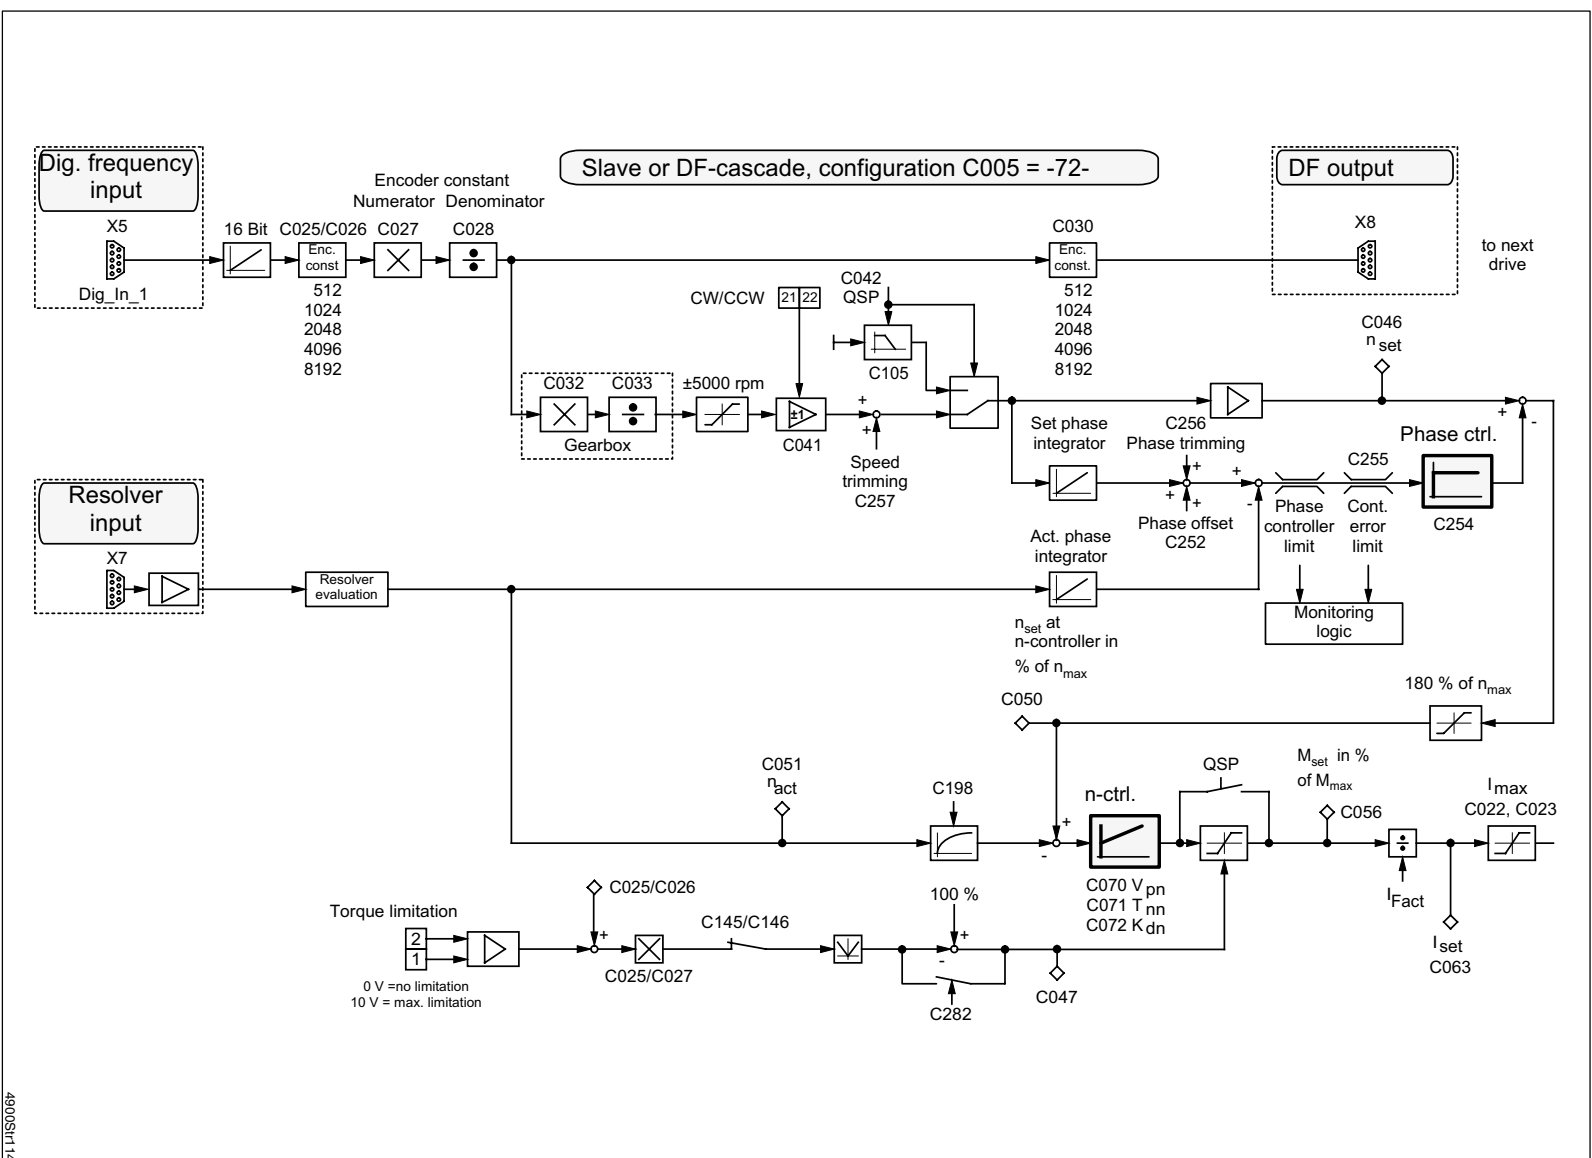 Slave or DF-cascade, configuration C005 = -72-
Dig. frequency
input
X5
Dig_In_1
16 Bit
C025/C026
Enc.
const
512
1024
2048
4096
8192
Encoder constant
Numerator Denominator
C027
C028
C030
Enc.
const.
512
1024
2048
4096
8192
DF output
X8
to next
drive
CW/CCW
21 22
C042
QSP
C105
C032
C033
Gearbox
±5000 rpm
±1
C041
+
+
Speed
trimming
C257
C046
n set
+
-
Set phase
integrator
C256
Phase trimming
+
+
+
Phase offset
C252
+
-
Phase
controller
limit
C255
Cont.
error
limit
Phase ctrl.
C254
Monitoring
logic
Resolver
input
X7
Resolver
evaluation
Act. phase
integrator
n set at
n-controller in
% of n max
C050
180 % of n max
C051
n act
C198
+
-
n-ctrl.
C070 V pn
C071 T nn
C072 K dn
QSP
M set in %
of M max
C056
I Fact
I max
C022, C023
I set
C063
Torque limitation
2
1
0 V =no limitation
10 V = max. limitation
C025/C026
+
C025/C027
C145/C146
100 %
+
-
C282
C047
4900Str114